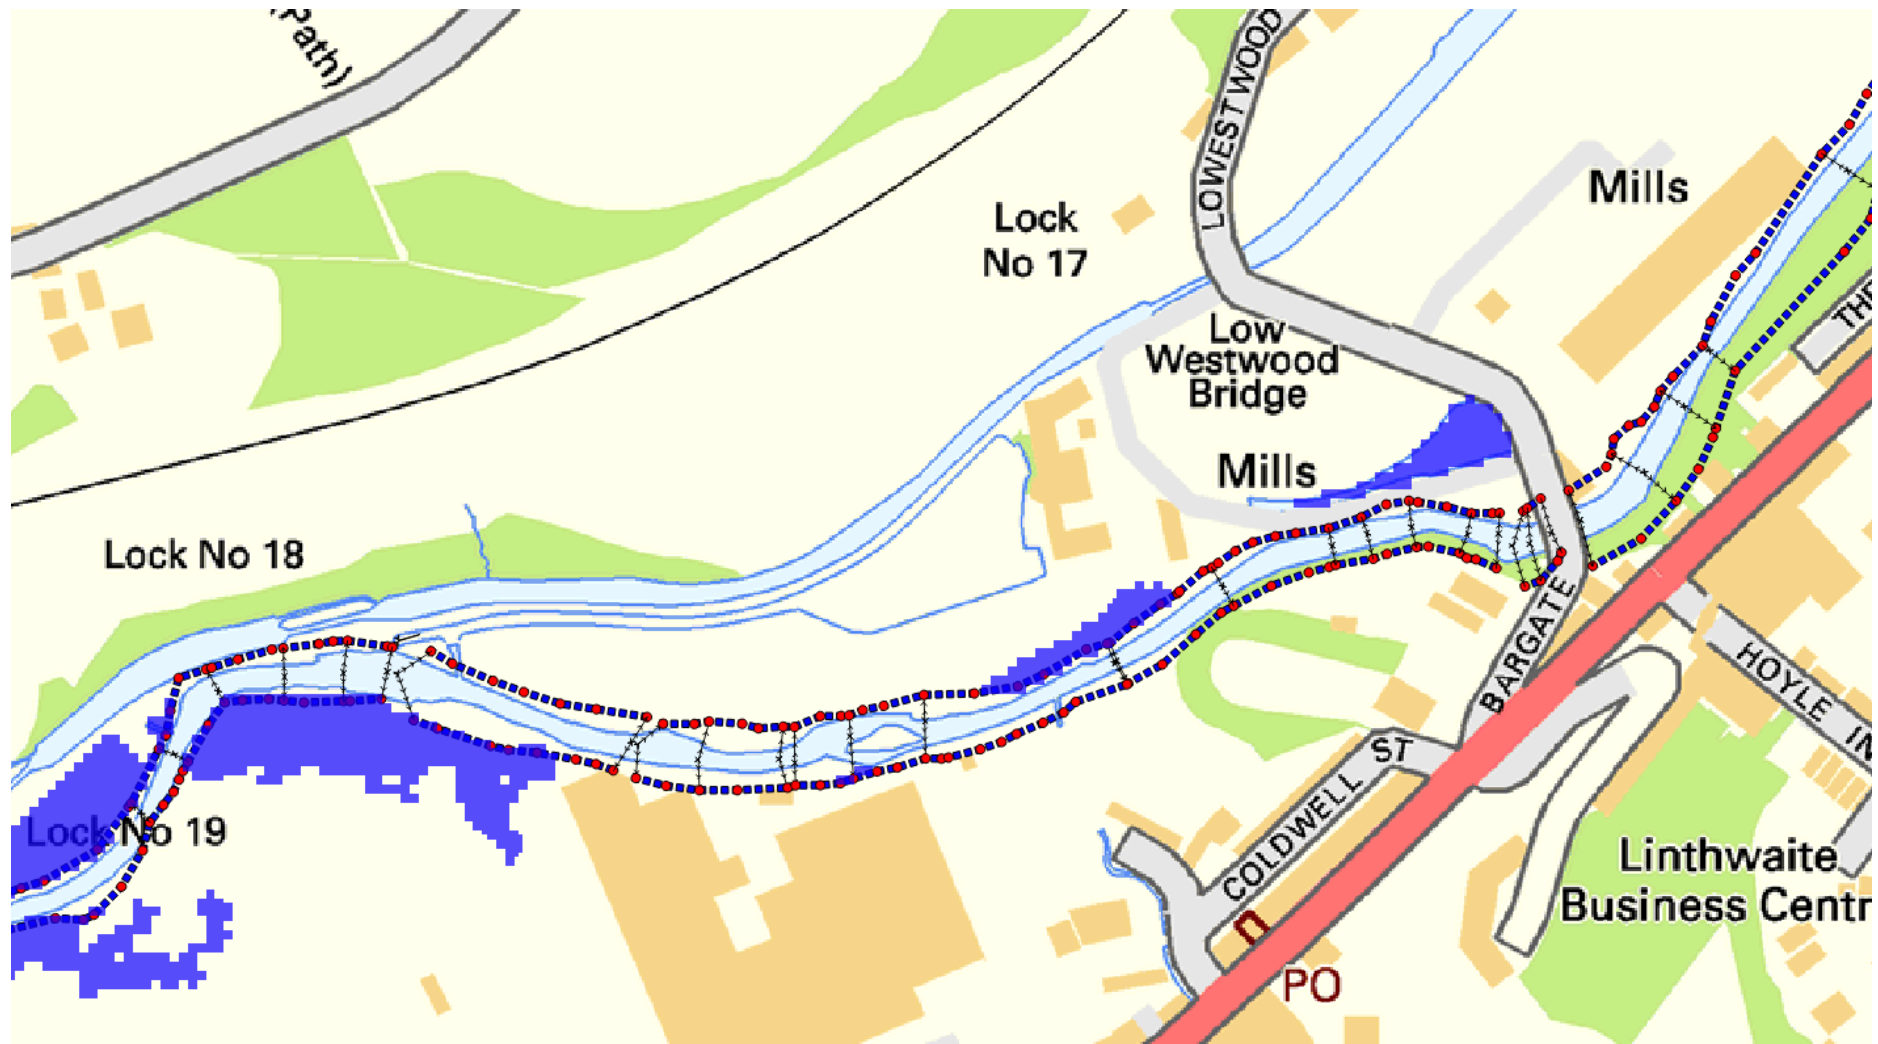 Path)
LOWESTWOOD
Mills
Lock
No 17
THE
Low
Westwood
Bridge
Mills
Lock No 18
BARGATE
HOYLE IN
COLDWELL ST
Lock No 19
Linthwaite
Business Centr
PO